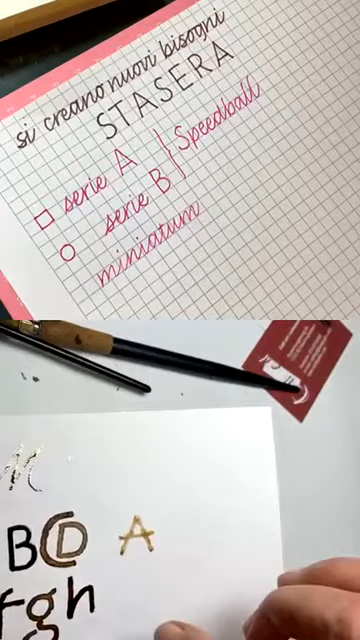 si creano nuovi bisogni
STASERA
serie A
serie B
Speedball
miniatum
M
B D A
fgh